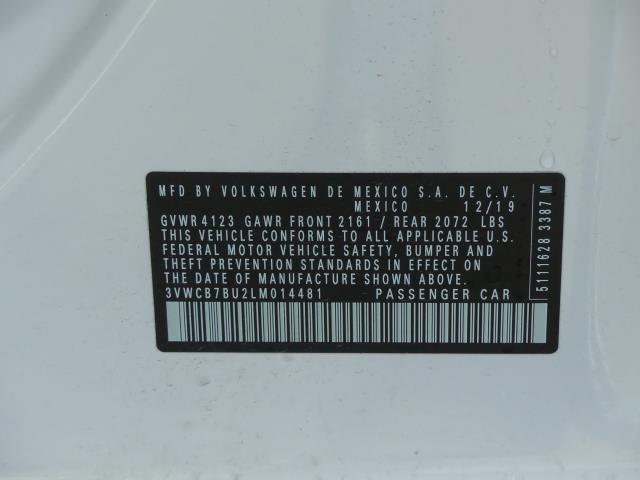 MFD BY VOLKSWAGEN DE MEXICO S.A. DE C.V.
MEXICO 12/19
GVWR 4123 GAWR FRONT 2161 / REAR 2072 LBS
THIS VEHICLE CONFORMS TO ALL APPLICABLE U.S.
FEDERAL MOTOR VEHICLE SAFETY, BUMPER AND
THEFT PREVENTION STANDARDS IN EFFECT ON
THE DATE OF MANUFACTURE SHOWN ABOVE.
3VWCB7BU2LM014481 PASSENGER CAR
5111628 3387 M